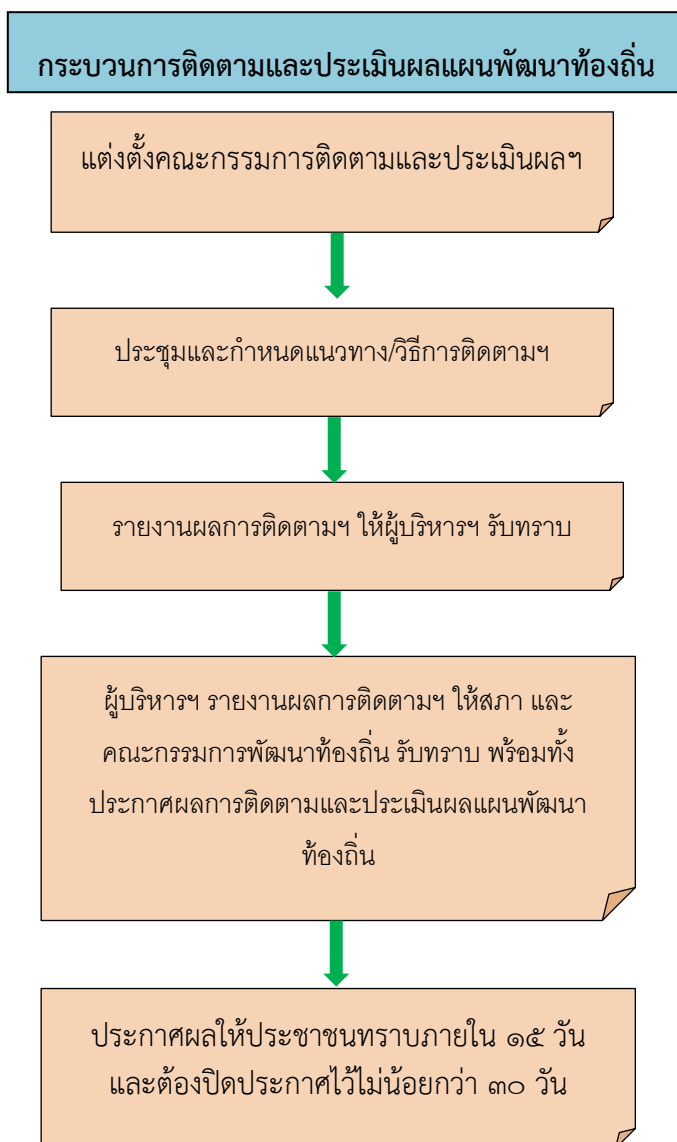 กระบวนการติดตามและประเมินผลแผนพัฒนาท้องถิ่น
แต่งตั้งคณะกรรมการติดตามและประเมินผลฯ
ประชุมและกำหนดแนวทาง/วิธีการติดตามฯ
รายงานผลการติดตามฯ ให้ผู้บริหารฯ รับทราบ
ผู้บริหารฯ รายงานผลการติดตามฯ ให้สภา และ
คณะกรรมการพัฒนาท้องถิ่น รับทราบ พร้อมทั้ง
ประกาศผลการติดตามและประเมินผลแผนพัฒนา
ท้องถิ่น
ประกาศผลให้ประชาชนทราบภายใน ๑๕ วัน
และต้องปิดประกาศไว้ไม่น้อยกว่า ๓๐ วัน